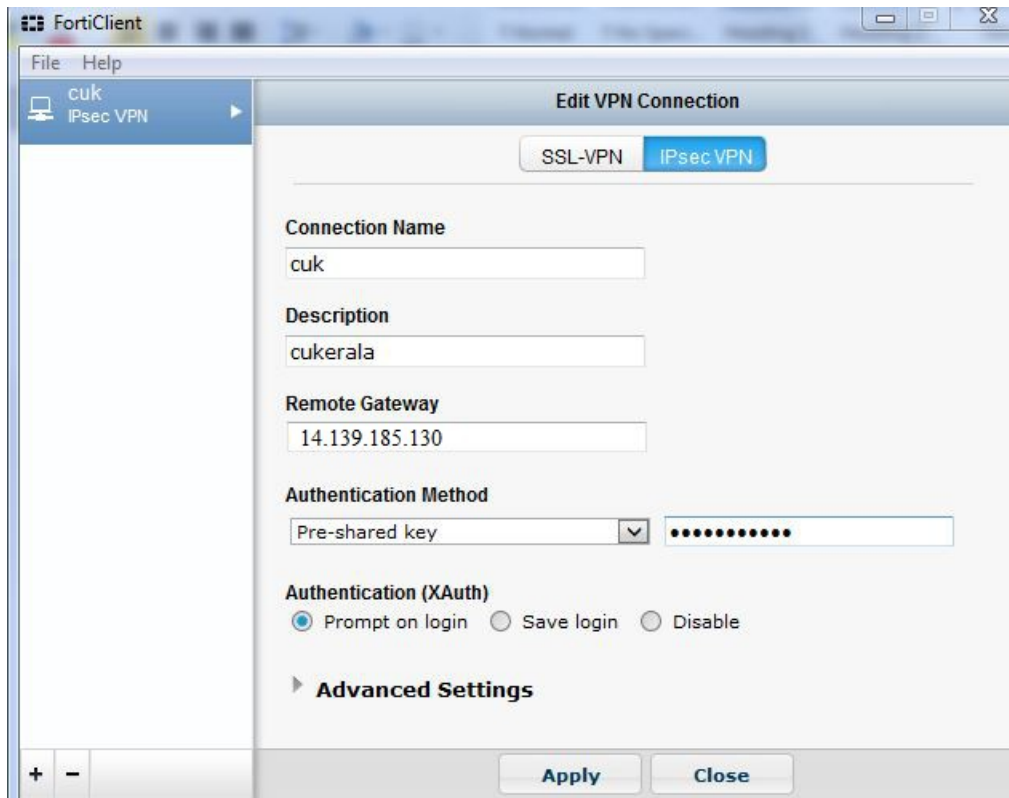 FortiClient
File Help
cuk
IPsec VPN
Edit VPN Connection
SSL-VPN IPsec VPN
Connection Name
cuk
Description
cukerala
Remote Gateway
14.139.185.130
Authentication Method
Pre-shared key •••••••••••
Authentication (XAuth)
Prompt on login Save login Disable
Advanced Settings
+ − Apply Close